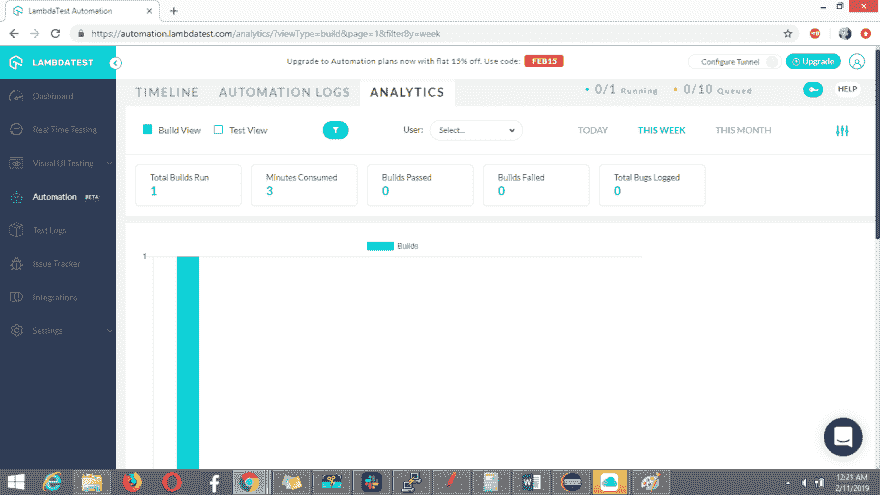 LambdaTest Automation
https://automation.lambdatest.com/analytics/?viewType=build&page=1&filterBy=week
LAMBDATEST
Upgrade to Automation plans now with flat 15% off. Use code: FEB15
Configure Tunnel
Upgrade
Dashboard
Real Time Testing
Visual UI Testing
Automation BETA
Test Logs
Issue Tracker
Integrations
Settings
TIMELINE
AUTOMATION LOGS
ANALYTICS
0/1 Running
0/10 Queued
HELP
Build View
Test View
User:
Select...
TODAY
THIS WEEK
THIS MONTH
Total Builds Run
1
Minutes Consumed
3
Builds Passed
0
Builds Failed
0
Total Bugs Logged
0
Builds
1
12:21 AM
2/11/2019